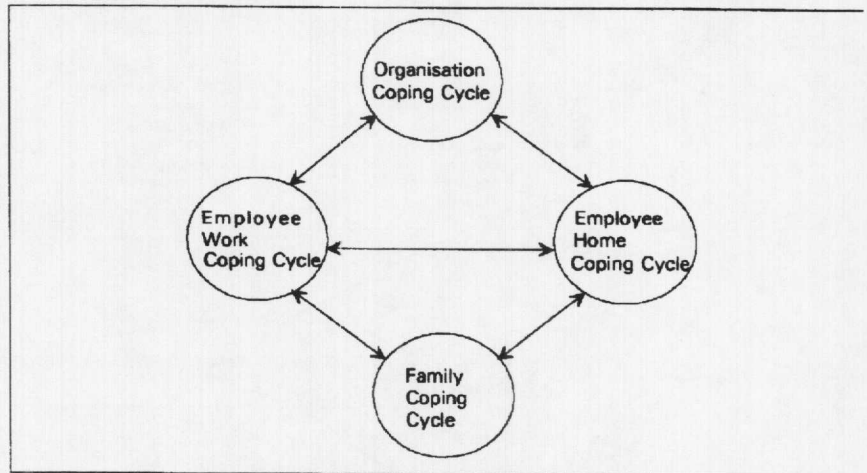 Organisation
Coping Cycle
Employee
Work
Coping Cycle
Employee
Home
Coping Cycle
Family
Coping
Cycle